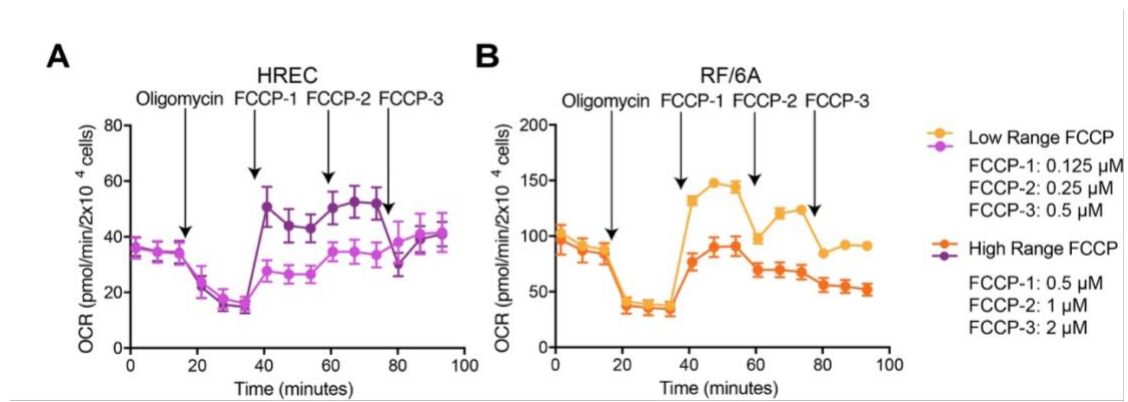 A
HREC
Oligomycin FCCP-1 FCCP-2 FCCP-3
OCR (pmol/min/2x10 4 cells)
80
60
40
20
0
0 20 40 60 80 100
Time (minutes)
B
RF/6A
Oligomycin FCCP-1 FCCP-2 FCCP-3
OCR (pmol/min/2x10 4 cells)
200
150
100
50
0
0 20 40 60 80 100
Time (minutes)
Low Range FCCP
FCCP-1: 0.125 µM
FCCP-2: 0.25 µM
FCCP-3: 0.5 µM
High Range FCCP
FCCP-1: 0.5 µM
FCCP-2: 1 µM
FCCP-3: 2 µM